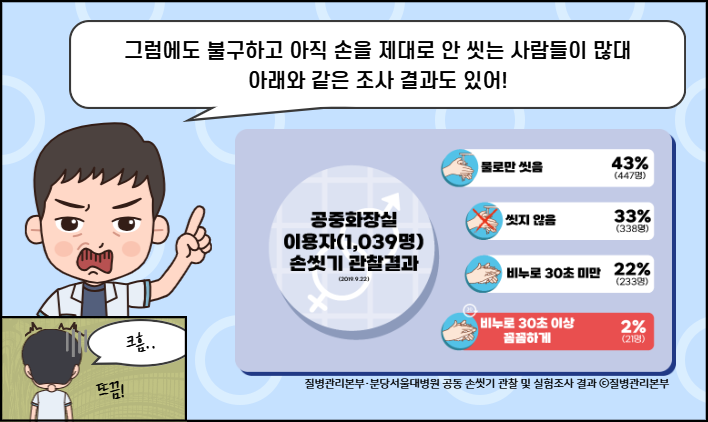 그럼에도 불구하고 아직 손을 제대로 안 씻는 사람들이 많대
아래와 같은 조사 결과도 있어!
공중화장실
이용자(1,039명)
손씻기 관찰결과
(2019.9.22)
물로만 씻음
43%
(447명)
씻지 않음
33%
(338명)
비누로 30초 미만
22%
(233명)
비누로 30초 이상
꼼꼼하게
2%
(21명)
크흠..
뜨끔!
질병관리본부·분당서울대병원 공동 손씻기 관찰 및 실험조사 결과 ⓒ질병관리본부